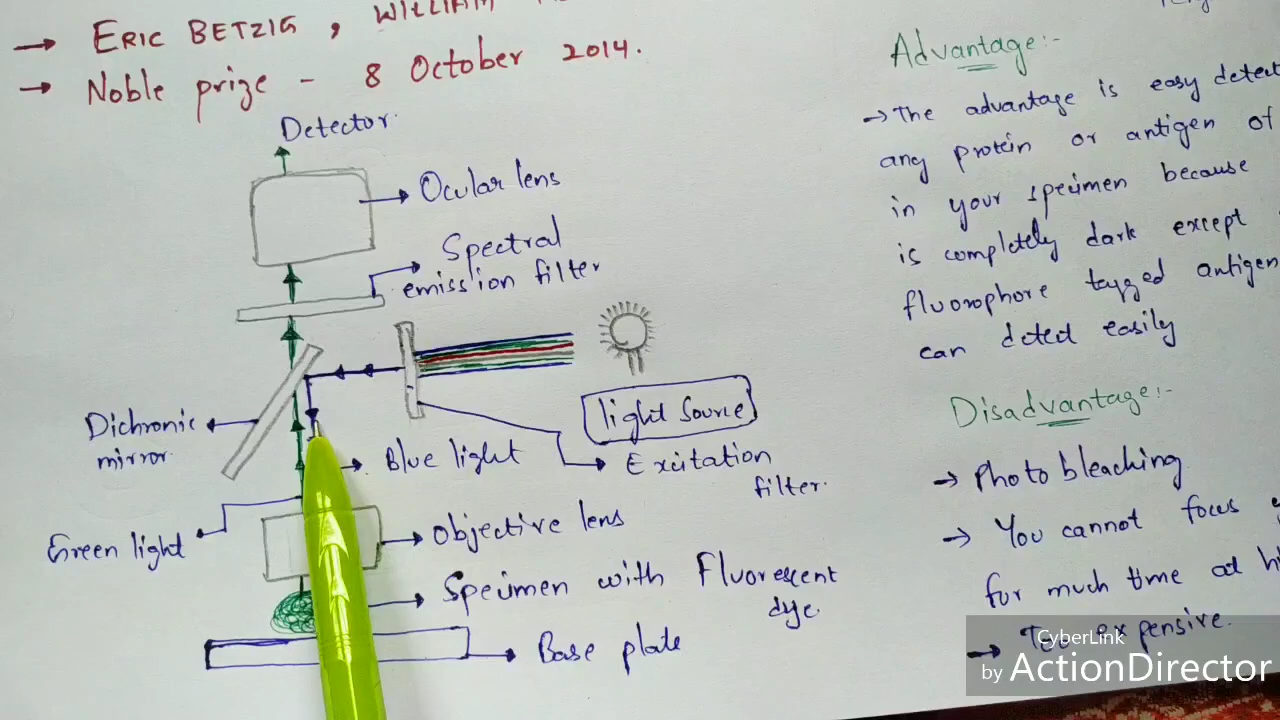 → ERIC BETZIG , WILLIAM
→ Noble prize - 8 October 2014.
Detector.
Ocular lens
Spectral
emission filter
light source
Excitation
filter.
Dichronic
mirror.
Blue light
Green light
Objective lens
Specimen with Fluorescent
dye.
Base plate
Advantage:-
→ The advantage is easy detect
any protein or antigen of
in your specimen because
is completely dark except
fluorophore tagged antigen
can detect easily
Disadvantage:-
→ Photo bleaching
→ You cannot focus
for much time at
→ Too expensive.
CyberLink
by ActionDirector